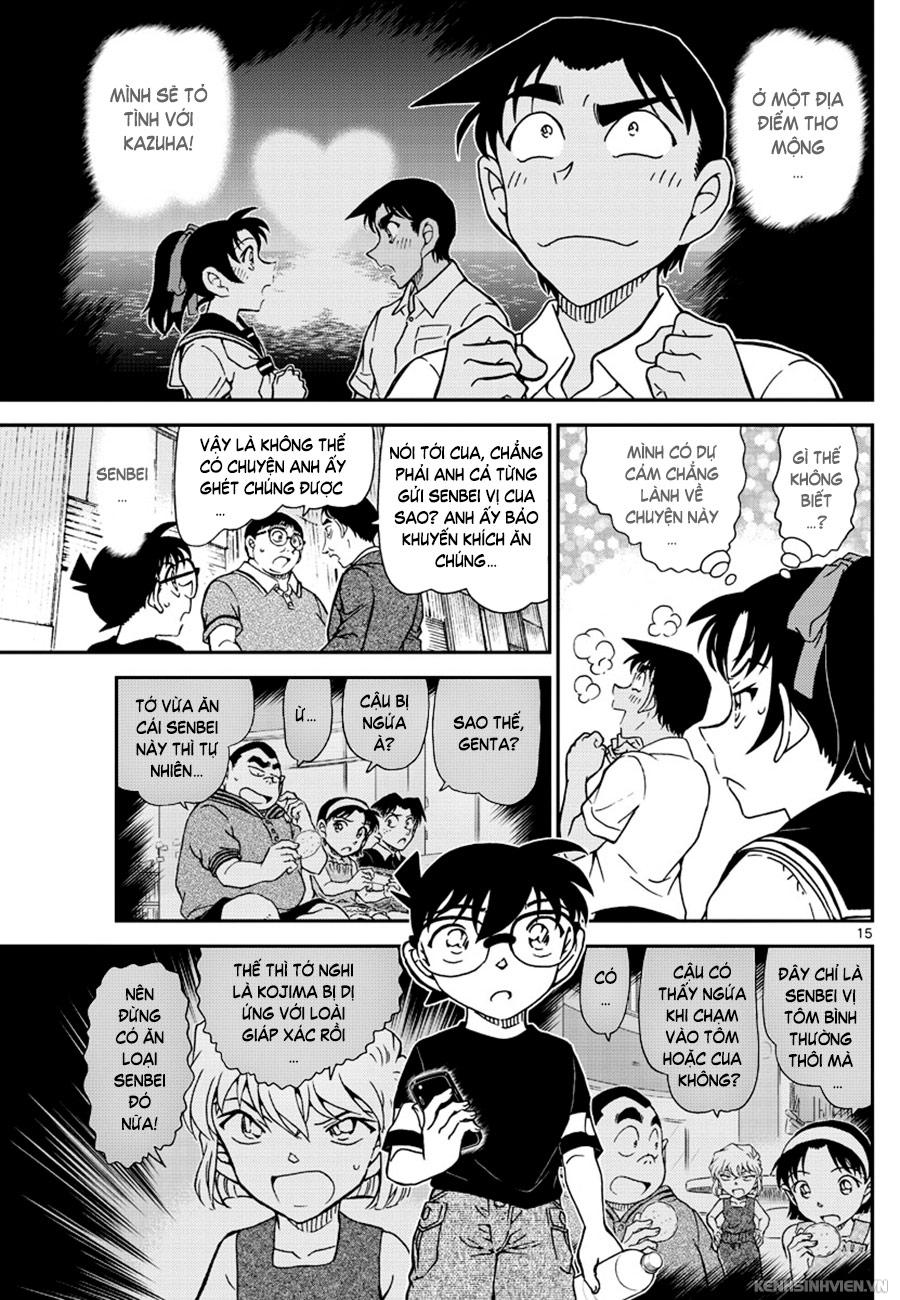 Ở MỘT ĐỊA
ĐIỂM THƠ
MỘNG
...
MÌNH SẼ TỎ
TÌNH VỚI
KAZUHA!
GÌ THẾ
KHÔNG
BIẾT
...?
MÌNH CÓ DỰ
CẢM CHẲNG
LÀNH VỀ
CHUYỆN NÀY
...
NÓI TỚI CUA, CHẲNG
PHẢI ANH CẢ TỪNG
GỬI SENBEI VỊ CUA
SAO? ANH ẤY BẢO
KHUYẾN KHÍCH ĂN
CHÚNG...
VẬY LÀ KHÔNG THỂ
CÓ CHUYỆN ANH ẤY
GHÉT CHÚNG ĐƯỢC
...
SENBEI
...
SAO THẾ,
GENTA?
CẬU BỊ
NGỨA
À?
Ừ...
TỚ VỪA ĂN
CÁI SENBEI
NÀY THÌ TỰ
NHIÊN...
15
ĐÂY CHỈ LÀ
SENBEI VỊ
TÔM BÌNH
THƯỜNG
THÔI MÀ
...
CẬU CÓ
THẤY NGỨA
KHI CHẠM
VÀO TÔM
HOẶC CUA
KHÔNG?
CÓ
...
THẾ THÌ TỚ NGHI
LÀ KOJIMA BỊ DỊ
ỨNG VỚI LOÀI
GIÁP XÁC RỒI
...
NÊN
ĐỪNG
CÓ ĂN
LOẠI
SENBEI
ĐÓ
NỮA!
KENHSINHVIEN.VN